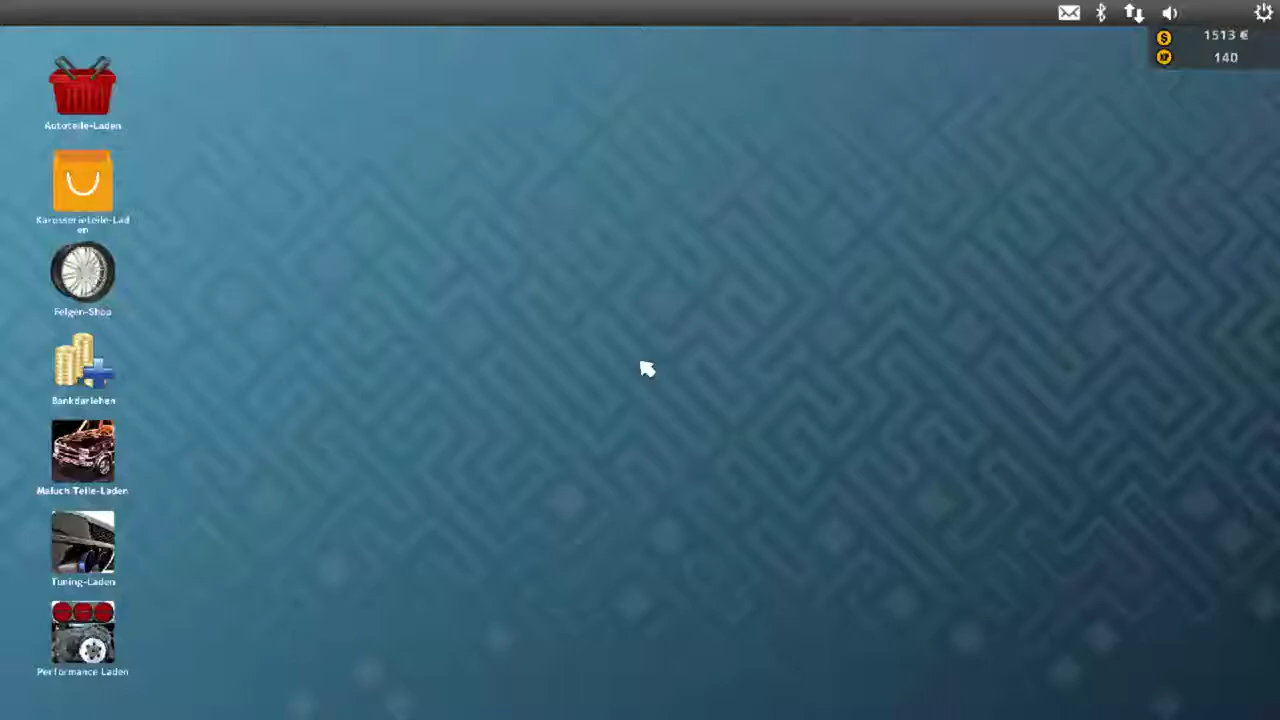 1513 €
140
Autoteile-Laden
Karosserieteile-Lad
en
Felgen-Shop
Bankdarlehen
Maluch Teile-Laden
Tuning-Laden
Performance Laden